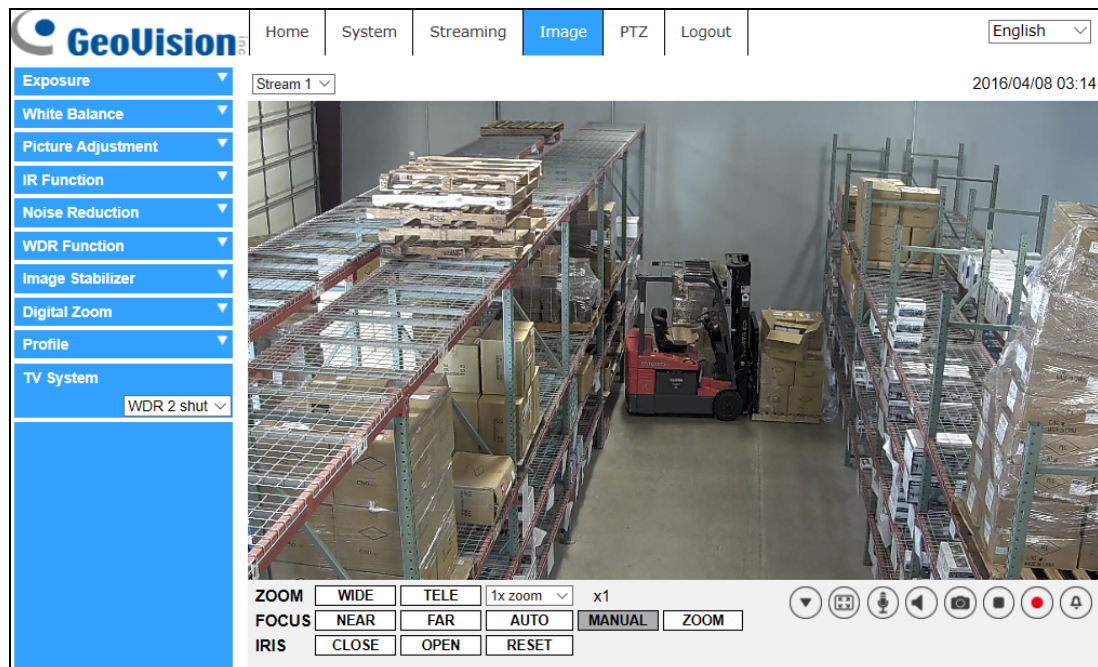 GeoVision inc
Home System Streaming Image PTZ Logout
English
Exposure
White Balance
Picture Adjustment
IR Function
Noise Reduction
WDR Function
Image Stabilizer
Digital Zoom
Profile
TV System
WDR 2 shut
Stream 1
2016/04/08 03:14
ZOOM WIDE TELE 1x zoom x1
FOCUS NEAR FAR AUTO MANUAL ZOOM
IRIS CLOSE OPEN RESET